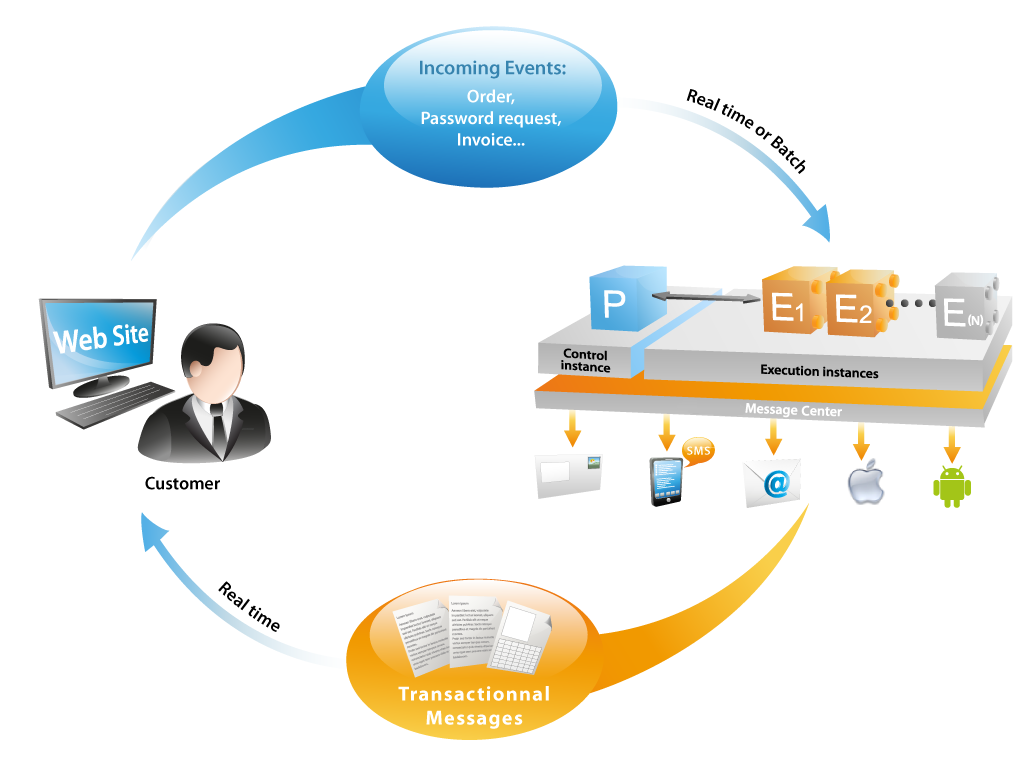 Incoming Events:
Order,
Password request,
Invoice...
Real time or Batch
Web Site
Customer
P
E1
E2
E(N)
Control
instance
Execution instances
Message Center
SMS
@
Real time
Transactionnal
Messages